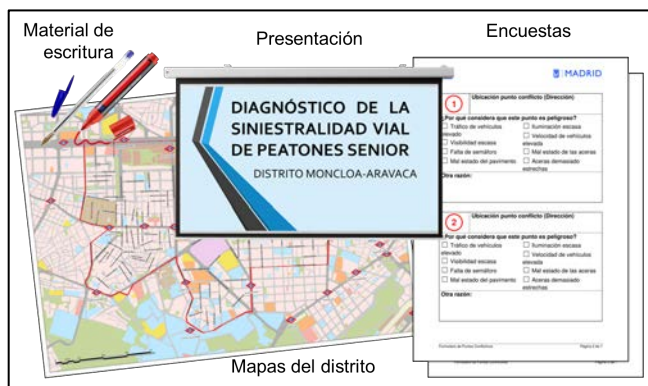 Material de
escritura
Presentación
Encuestas
DIAGNÓSTICO DE LA
SINIESTRALIDAD VIAL
DE PEATONES SENIOR
DISTRITO MONCLOA-ARAVACA
MADRID
1
Ubicación punto conflicto (Dirección)
¿Por qué considera que este punto es peligroso?
Tráfico de vehículos elevado
Iluminación escasa
Velocidad de vehículos elevada
Visibilidad escasa
Falta de semáforo
Mal estado de las aceras
Mal estado del pavimento
Aceras demasiado estrechas
Otra razón:
2
Ubicación punto conflicto (Dirección)
¿Por qué considera que este punto es peligroso?
Tráfico de vehículos elevado
Iluminación escasa
Velocidad de vehículos elevada
Visibilidad escasa
Falta de semáforo
Mal estado de las aceras
Mal estado del pavimento
Aceras demasiado estrechas
Otra razón:
Mapas del distrito